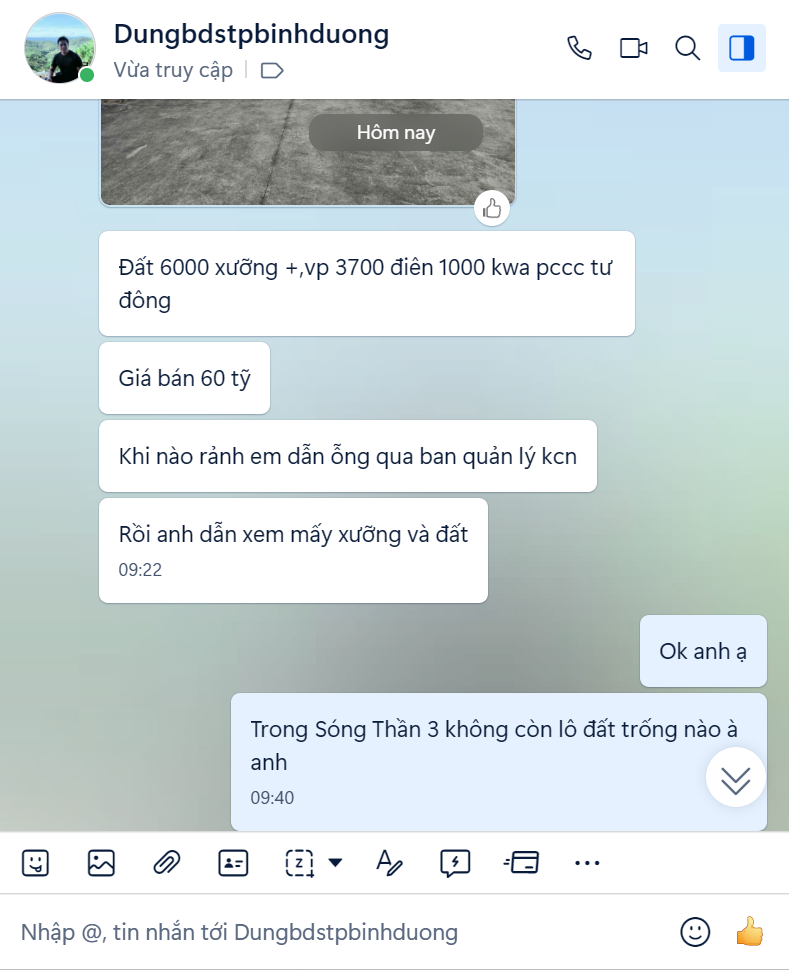 Dungbdstpbinhduong
Vừa truy cập
Hôm nay
Đất 6000 xưỡng +,vp 3700 điên 1000 kwa pccc tư
đông
Giá bán 60 tỹ
Khi nào rảnh em dẫn ỗng qua ban quản lý kcn
Rồi anh dẫn xem mấy xưỡng và đất
09:22
Ok anh ạ
Trong Sóng Thần 3 không còn lô đất trống nào à
anh
09:40
Nhập @, tin nhắn tới Dungbdstpbinhduong